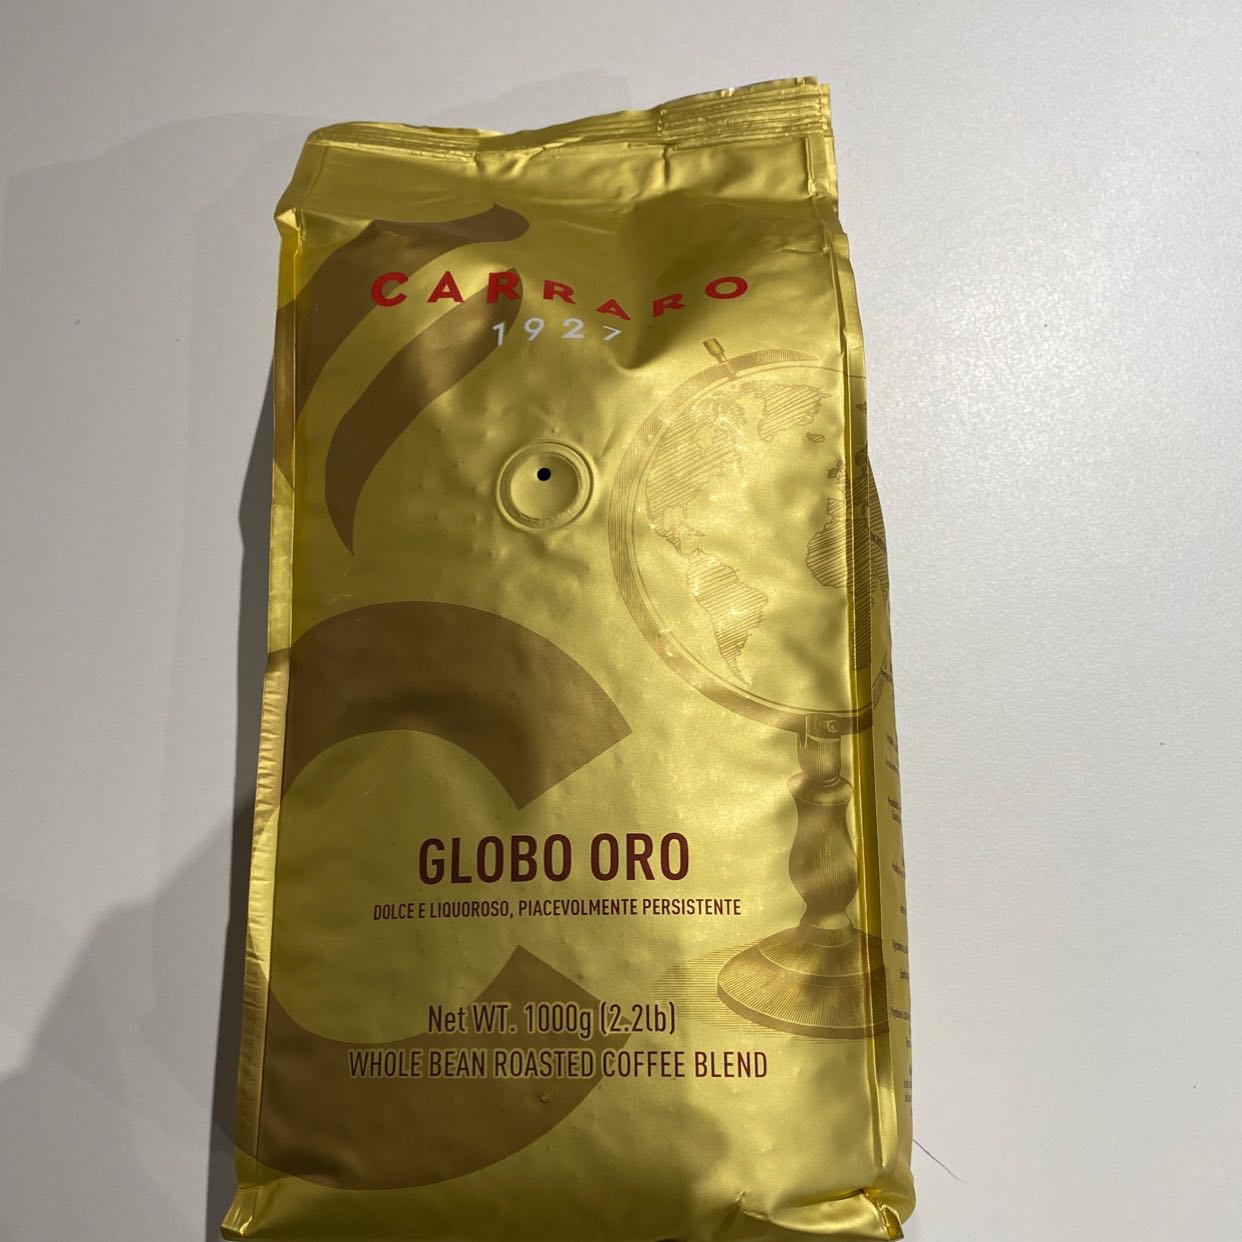 CARRARO
1927
GLOBO ORO
DOLCE E LIQUOROSO, PIACEVOLMENTE PERSISTENTE
Net WT. 1000g (2.2lb)
WHOLE BEAN ROASTED COFFEE BLEND